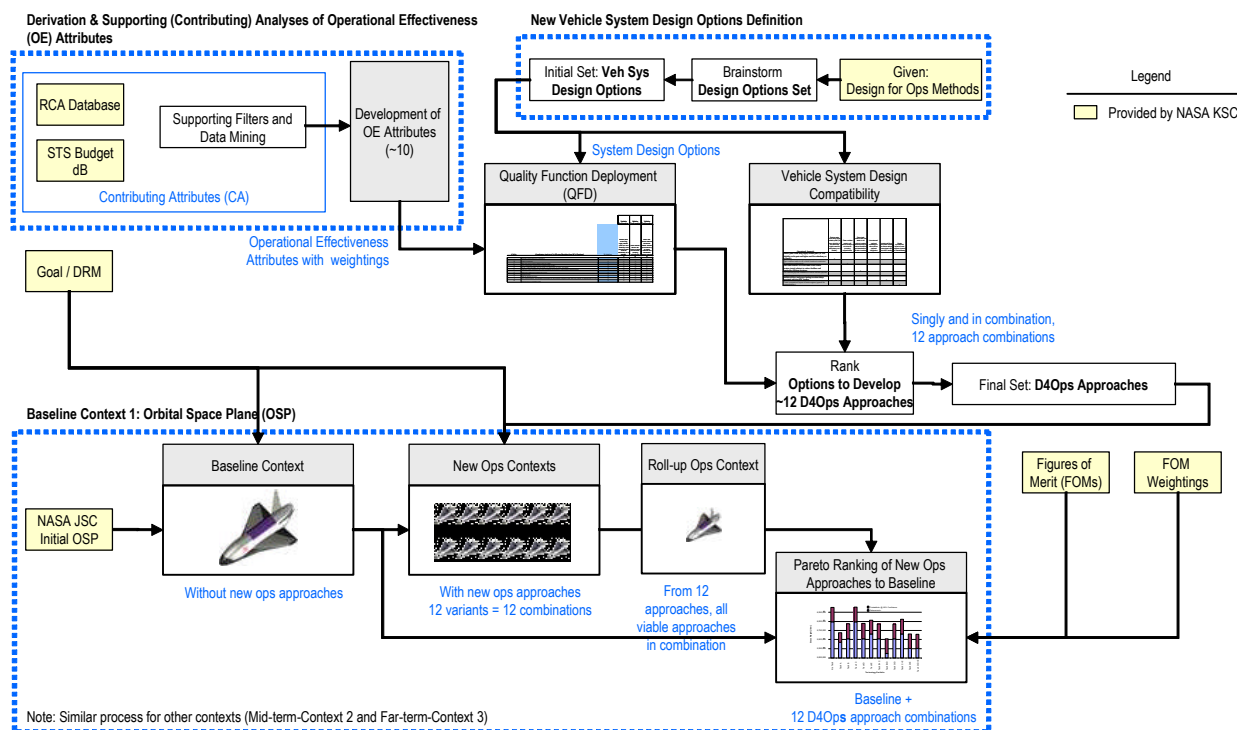 Derivation & Supporting (Contributing) Analyses of Operational Effectiveness
(OE) Attributes
RCA Database
STS Budget
dB
Supporting Filters and
Data Mining
Contributing Attributes (CA)
Development of
OE Attributes
(~10)
New Vehicle System Design Options Definition
Initial Set: Veh Sys
Design Options
Brainstorm
Design Options Set
Given:
Design for Ops Methods
Legend
Provided by NASA KSC
System Design Options
Quality Function Deployment
(QFD)
Vehicle System Design
Compatibility
Operational Effectiveness
Attributes with weightings
Goal / DRM
Singly and in combination,
12 approach combinations
Rank
Options to Develop
~12 D4Ops Approaches
Final Set: D4Ops Approaches
Baseline Context 1: Orbital Space Plane (OSP)
NASA JSC
Initial OSP
Baseline Context
Without new ops approaches
New Ops Contexts
With new ops approaches
12 variants = 12 combinations
Roll-up Ops Context
From 12
approaches, all
viable approaches
in combination
Figures of
Merit (FOMs)
FOM
Weightings
Pareto Ranking of New Ops
Approaches to Baseline
Baseline +
12 D4Ops approach combinations
Note: Similar process for other contexts (Mid-term-Context 2 and Far-term-Context 3)